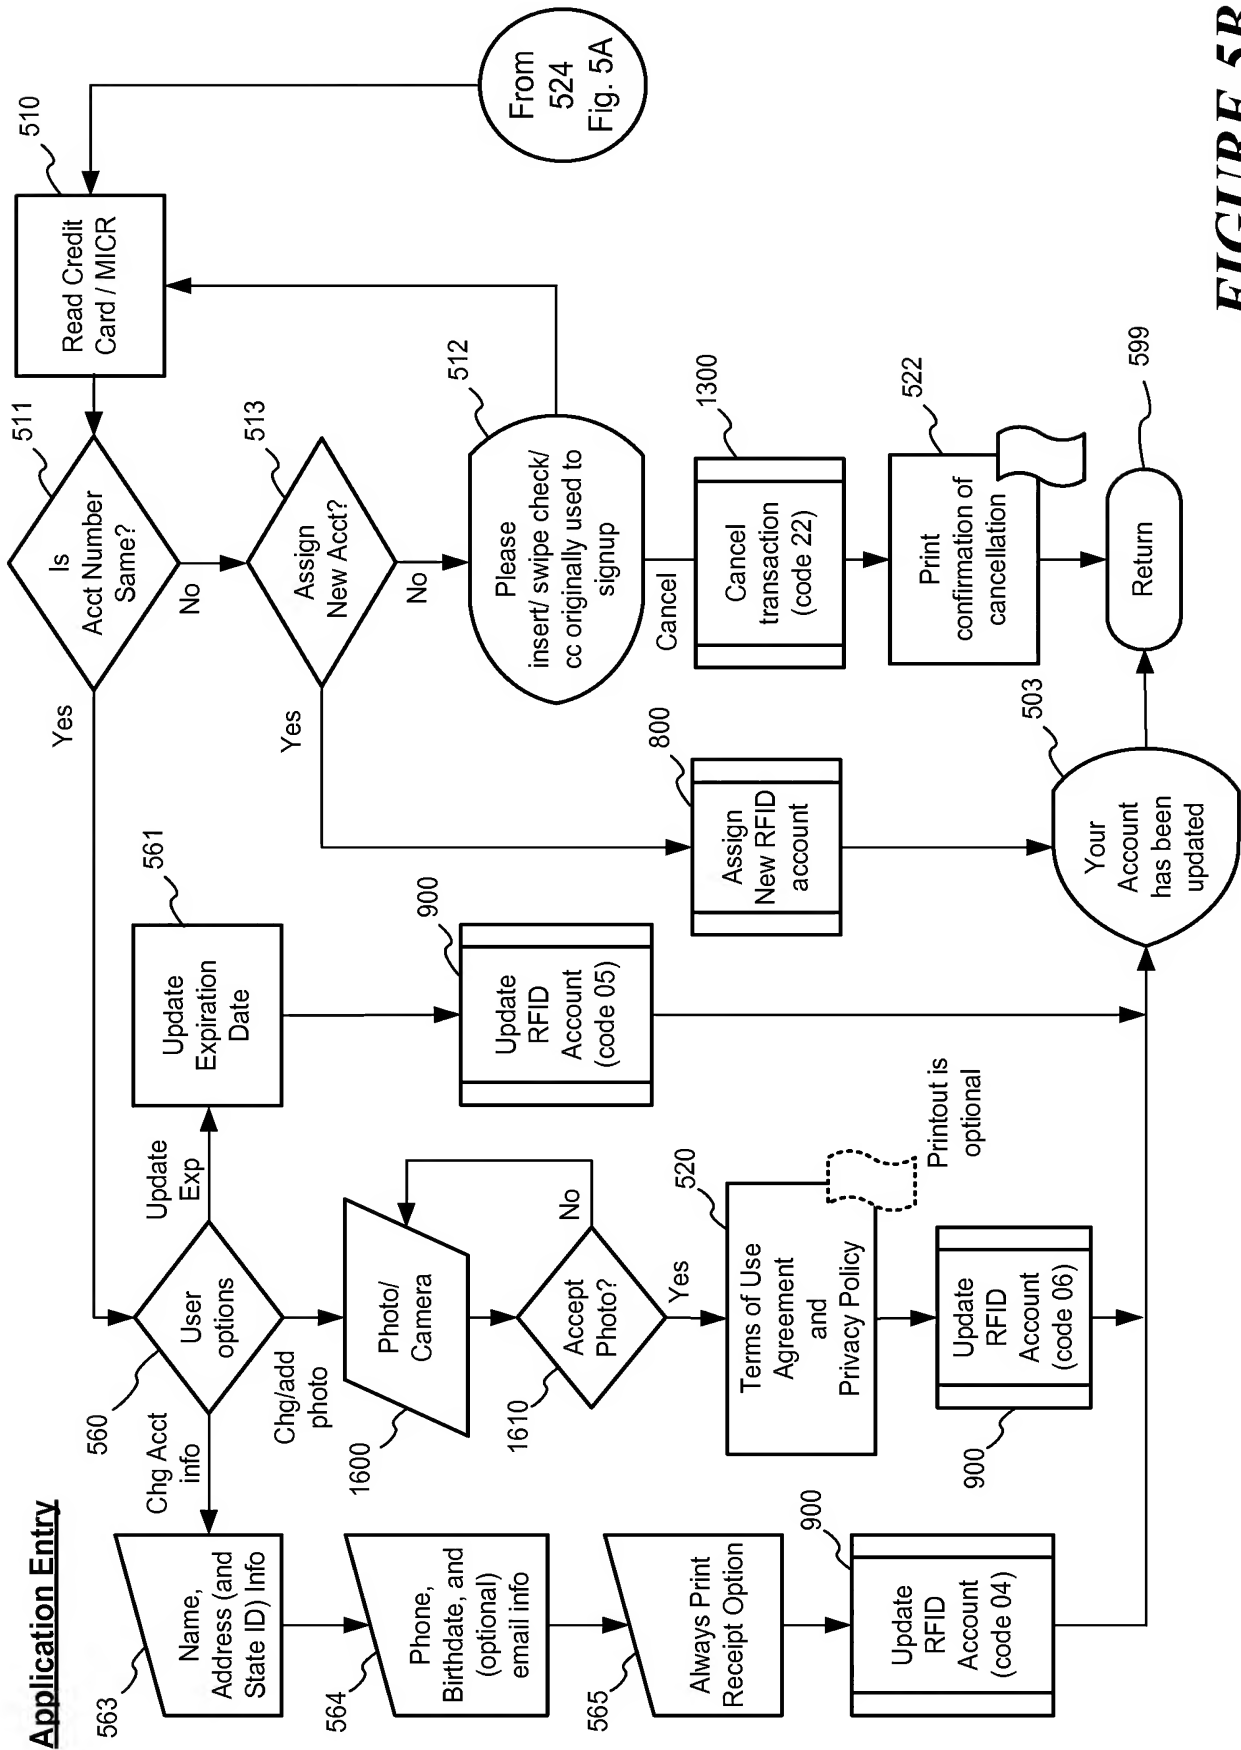 Application Entry
563
Name,
Address (and
State ID) Info
564
Phone,
Birthdate, and
(optional)
email info
565
Always Print
Receipt Option
900
Update
RFID
Account
(code 04)
Chg Acct
info
560
User
options
Chg/add
photo
1600
Photo/
Camera
1610
Accept
Photo?
No
Yes
520
Terms of Use
Agreement
and
Privacy Policy
Printout is
optional
900
Update
RFID
Account
(code 06)
Update
Exp
561
Update
Expiration
Date
900
Update
RFID
Account
(code 05)
Yes
511
Is
Acct Number
Same?
No
510
Read Credit
Card / MICR
From
524
Fig. 5A
513
Assign
New Acct?
Yes
No
800
Assign
New RFID
account
512
Please
insert/ swipe check/
cc originally used to
signup
Cancel
1300
Cancel
transaction
(code 22)
522
Print
confirmation of
cancellation
503
Your
Account
has been
updated
599
Return
FIGURE 5B